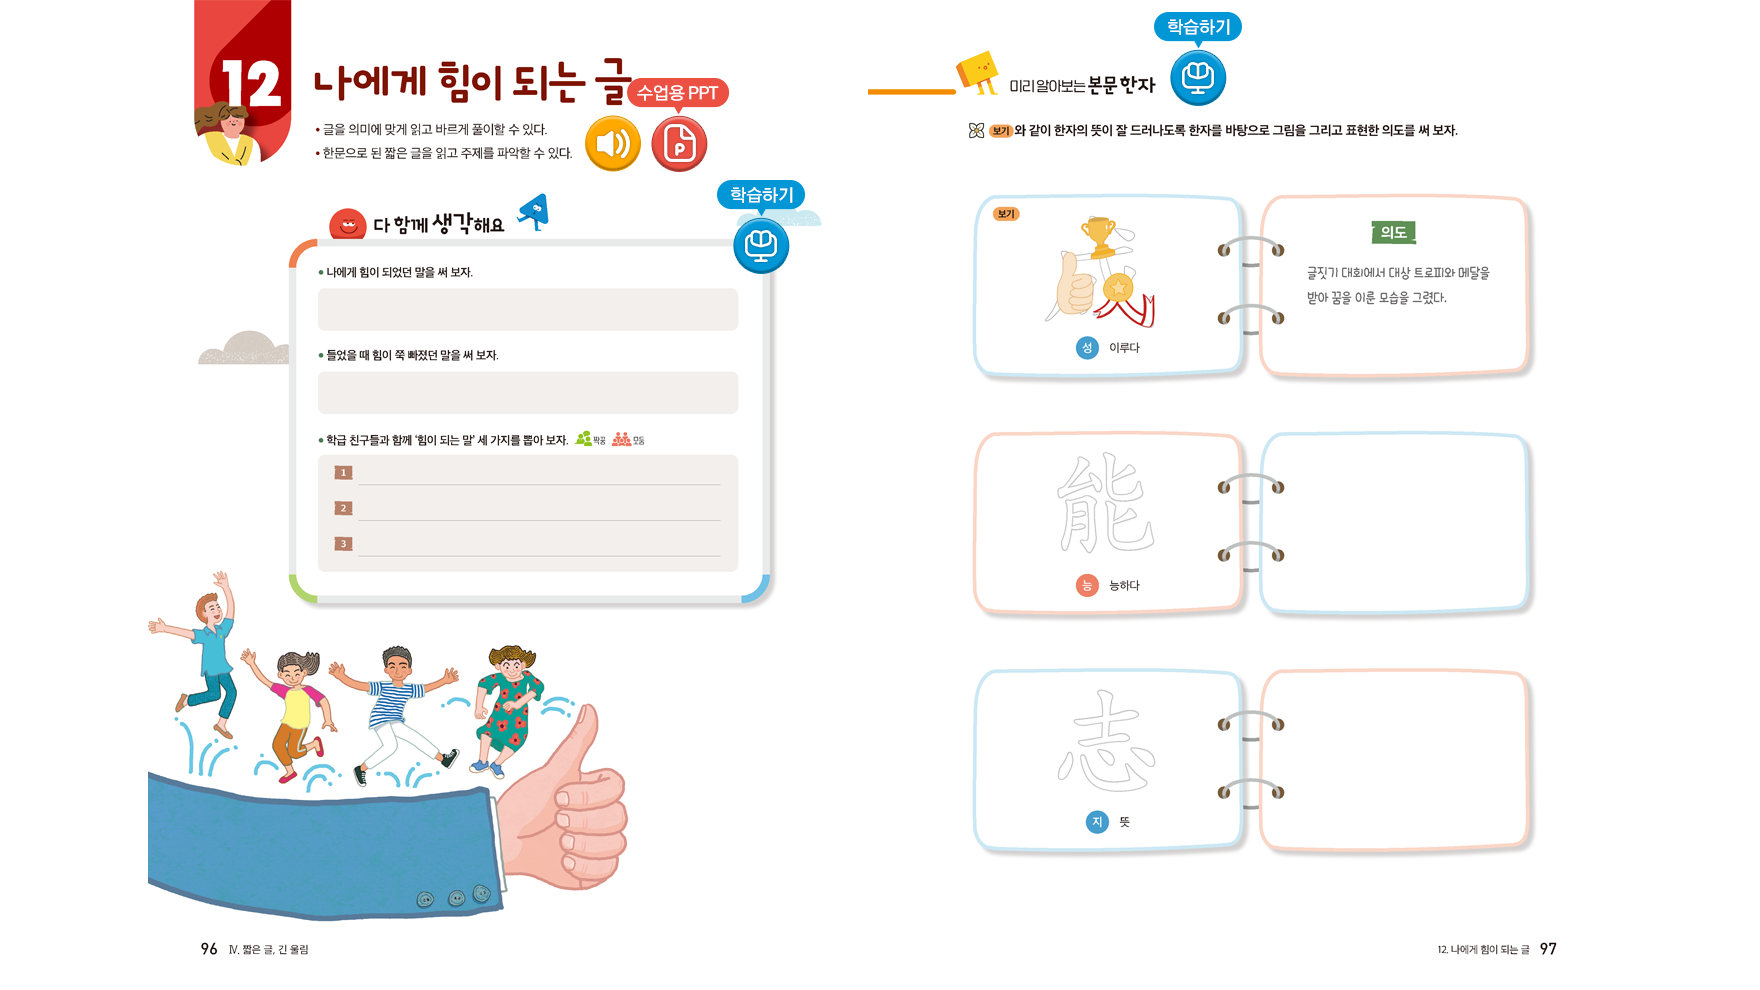 12
나에게 힘이 되는 글
수업용 PPT
• 글을 의미에 맞게 읽고 바르게 풀이할 수 있다.
• 한문으로 된 짧은 글을 읽고 주제를 파악할 수 있다.
P
학습하기
다 함께 생각해요
• 나에게 힘이 되었던 말을 써 보자.
• 들었을 때 힘이 쭉 빠졌던 말을 써 보자.
• 학급 친구들과 함께 ‘힘이 되는 말’ 세 가지를 뽑아 보자. 짝꿍 모둠
1
2
3
96 Ⅳ. 짧은 글, 긴 울림
학습하기
미리 알아보는 본문 한자
보기 와 같이 한자의 뜻이 잘 드러나도록 한자를 바탕으로 그림을 그리고 표현한 의도를 써 보자.
보기
성 이루다
의도
글짓기 대회에서 대상 트로피와 메달을
받아 꿈을 이룬 모습을 그렸다.
能
능 능하다
志
지 뜻
12. 나에게 힘이 되는 글 97